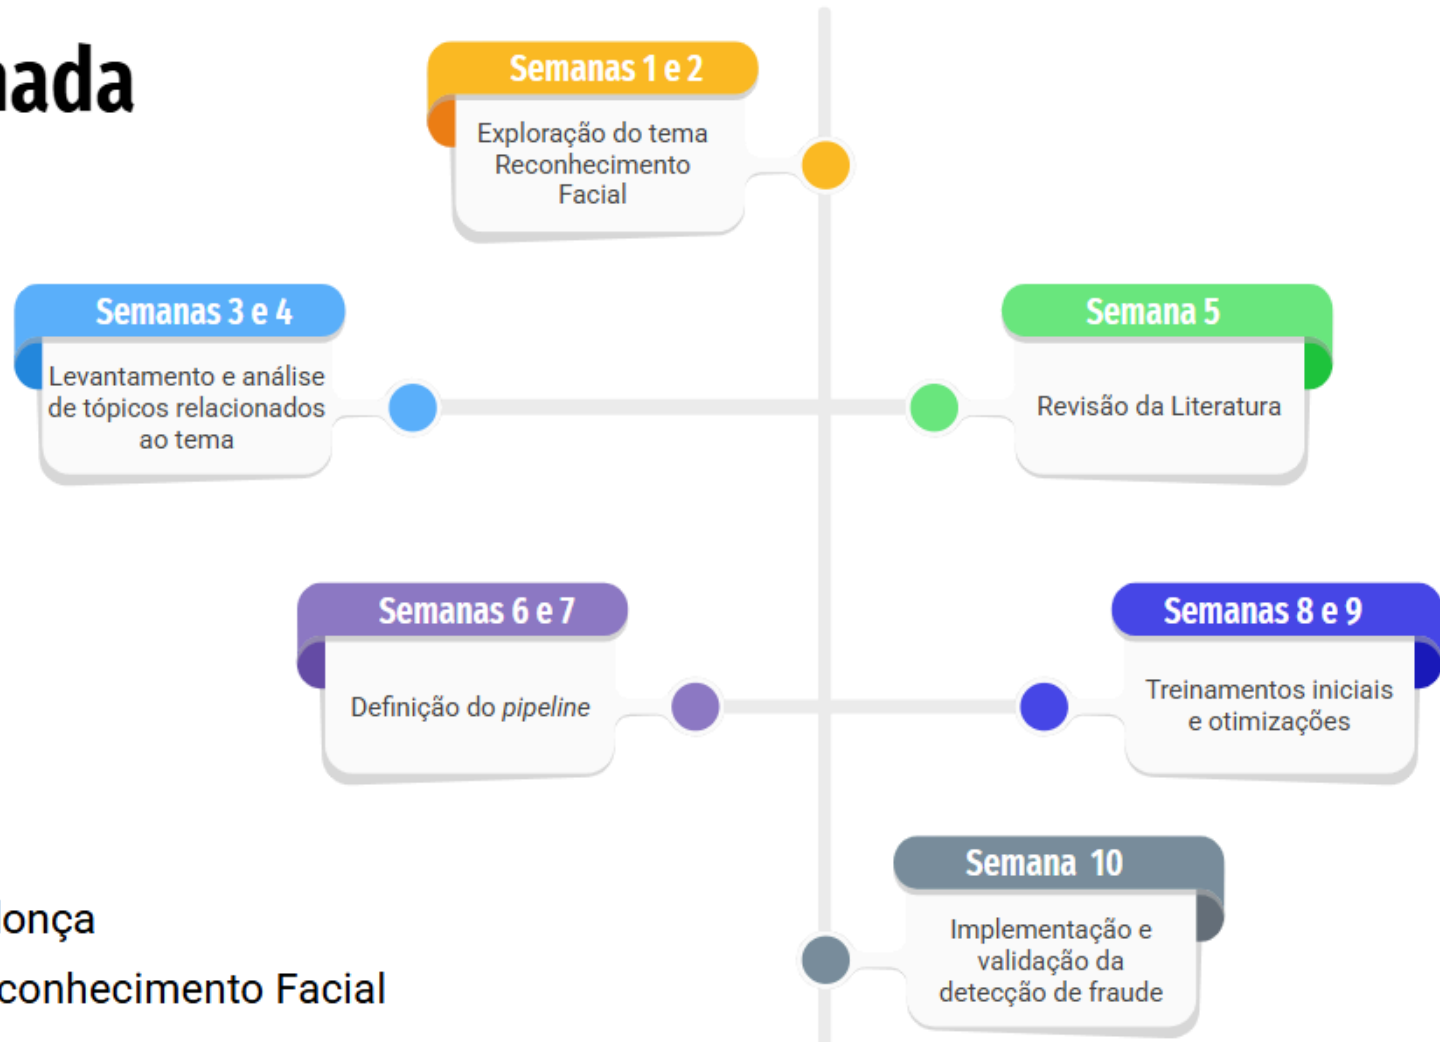 nada
Semanas 1 e 2
Exploração do tema
Reconhecimento
Facial
Semanas 3 e 4
Levantamento e análise
de tópicos relacionados
ao tema
Semana 5
Revisão da Literatura
Semanas 6 e 7
Definição do pipeline
Semanas 8 e 9
Treinamentos iniciais
e otimizações
Semana 10
Implementação e
validação da
detecção de fraude
onça
conhecimento Facial